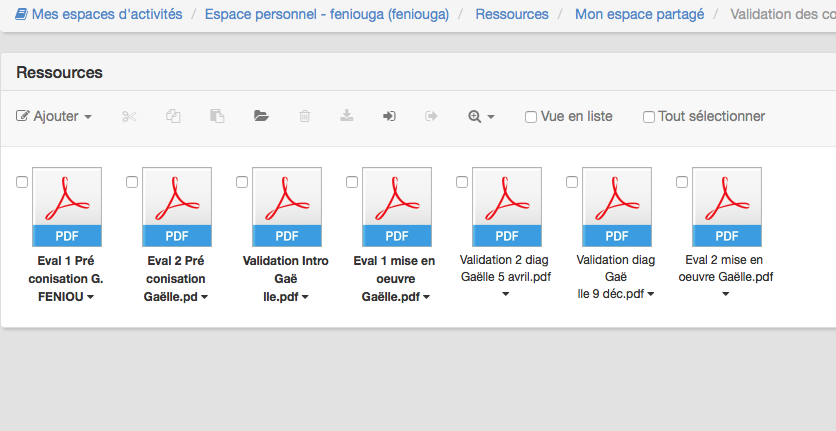 Mes espaces d'activités / Espace personnel - feniouga (feniouga) / Ressources / Mon espace partagé / Validation des co
Ressources
Ajouter Vue en liste Tout sélectionner
PDF PDF PDF PDF PDF PDF PDF
Eval 1 Pré
conisation G.
FENIOU
Eval 2 Pré
conisation
Gaëlle.pd
Validation Intro
Gaë
lle.pdf
Eval 1 mise en
oeuvre
Gaëlle.pdf
Validation 2 diag
Gaëlle 5 avril.pdf
Validation diag
Gaë
lle 9 déc.pdf
Eval 2 mise en
oeuvre Gaëlle.pdf